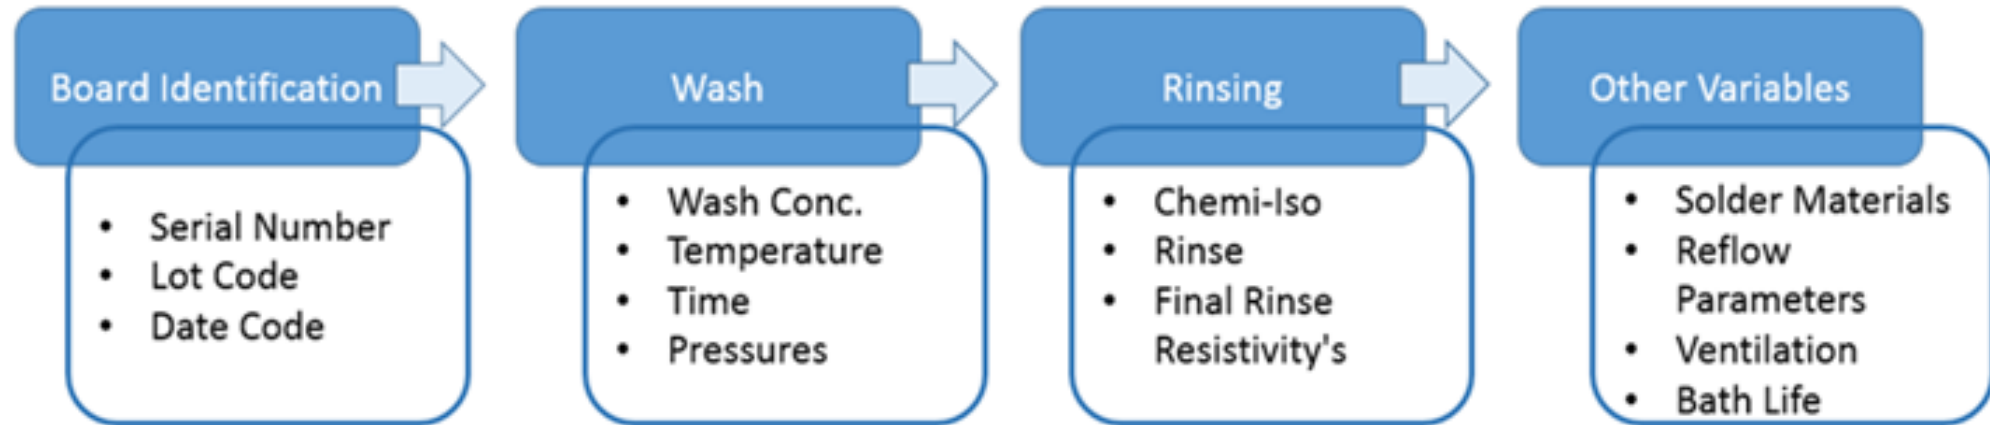 Board Identification
• Serial Number
• Lot Code
• Date Code
Wash
• Wash Conc.
• Temperature
• Time
• Pressures
Rinsing
• Chemi-Iso
• Rinse
• Final Rinse
Resistivity's
Other Variables
• Solder Materials
• Reflow
Parameters
• Ventilation
• Bath Life